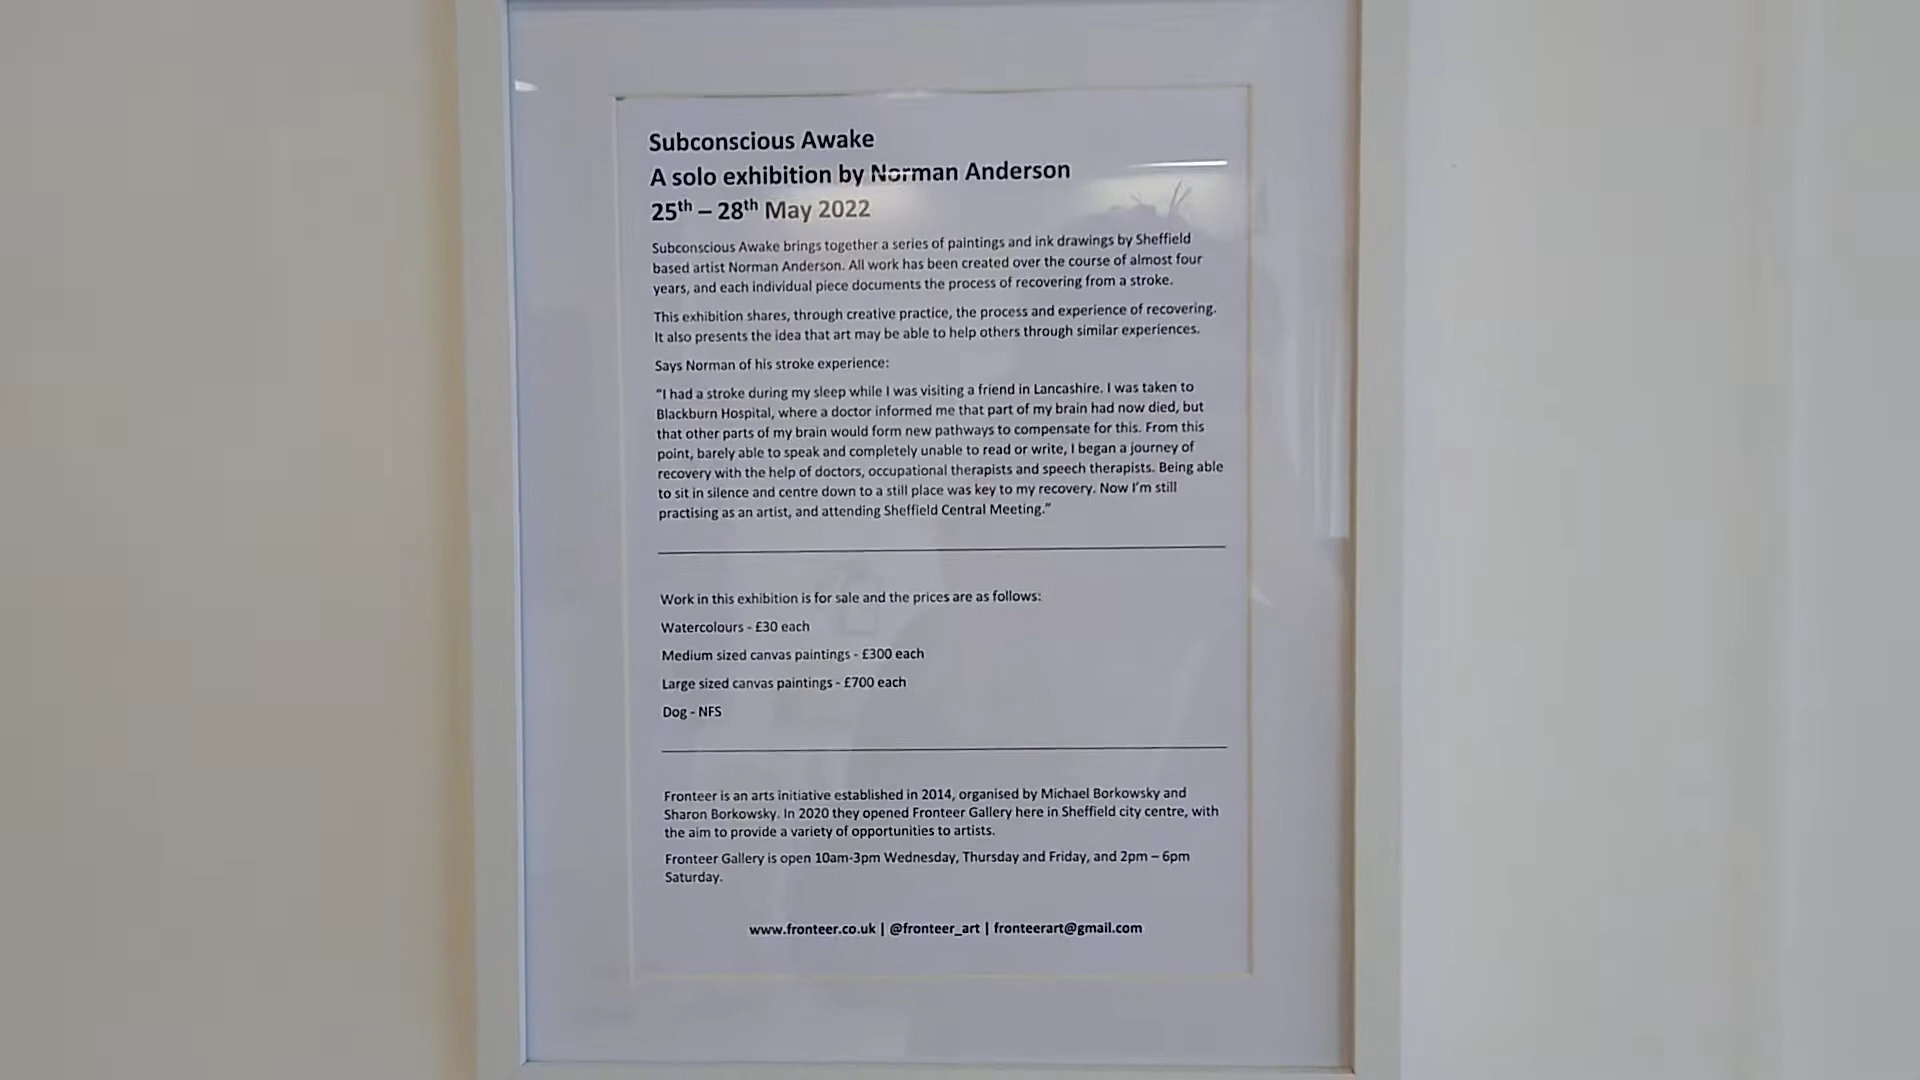 Subconscious Awake
A solo exhibition by Norman Anderson
25th – 28th May 2022
Subconscious Awake brings together a series of paintings and ink drawings by Sheffield
based artist Norman Anderson. All work has been created over the course of almost four
years, and each individual piece documents the process of recovering from a stroke.
This exhibition shares, through creative practice, the process and experience of recovering.
It also presents the idea that art may be able to help others through similar experiences.
Says Norman of his stroke experience:
“I had a stroke during my sleep while I was visiting a friend in Lancashire. I was taken to
Blackburn Hospital, where a doctor informed me that part of my brain had now died, but
that other parts of my brain would form new pathways to compensate for this. From this
point, barely able to speak and completely unable to read or write, I began a journey of
recovery with the help of doctors, occupational therapists and speech therapists. Being able
to sit in silence and centre down to a still place was key to my recovery. Now I’m still
practising as an artist, and attending Sheffield Central Meeting.”
Work in this exhibition is for sale and the prices are as follows:
Watercolours - £30 each
Medium sized canvas paintings - £300 each
Large sized canvas paintings - £700 each
Dog - NFS
Fronteer is an arts initiative established in 2014, organised by Michael Borkowsky and
Sharon Borkowsky. In 2020 they opened Fronteer Gallery here in Sheffield city centre, with
the aim to provide a variety of opportunities to artists.
Fronteer Gallery is open 10am-3pm Wednesday, Thursday and Friday, and 2pm – 6pm
Saturday.
www.fronteer.co.uk | @fronteer_art | fronteerart@gmail.com